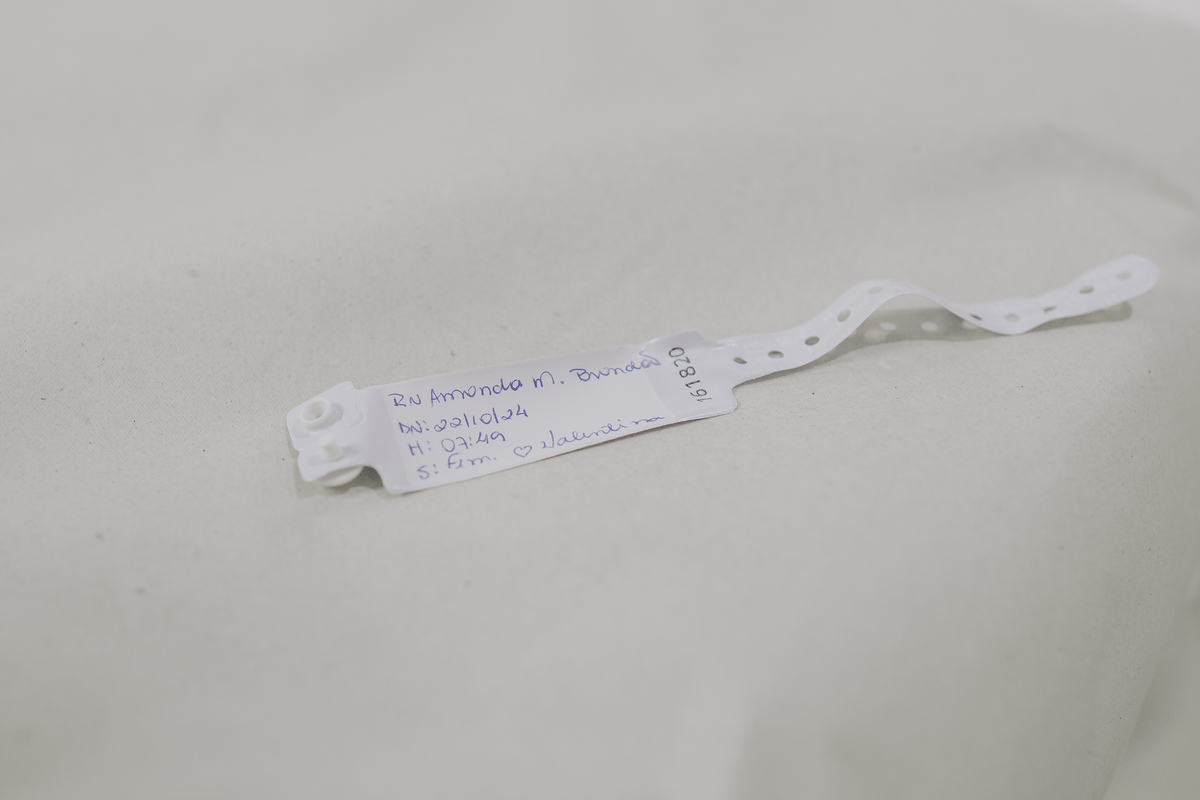 RN Amanda M. Brandão
DN: 22/10/24
H: 07:49
S: Fem. ♡ Valentina
161820